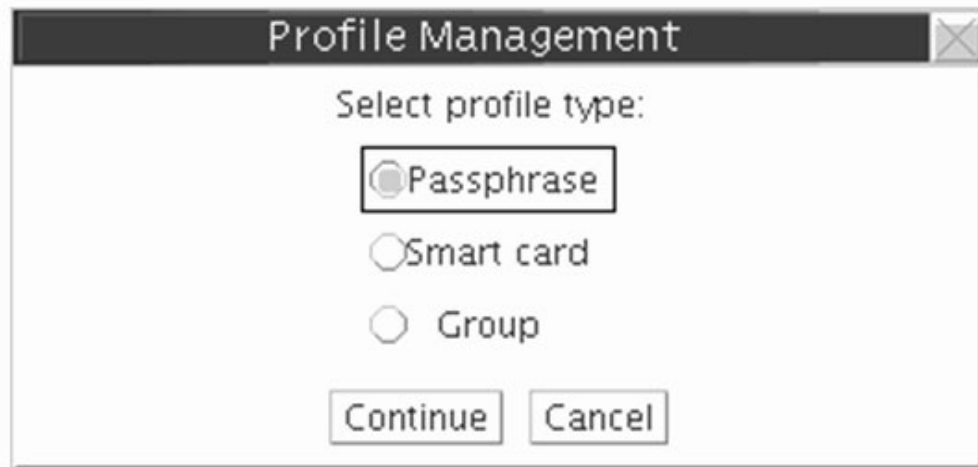 Profile Management
Select profile type:
Passphrase
Smart card
Group
Continue Cancel